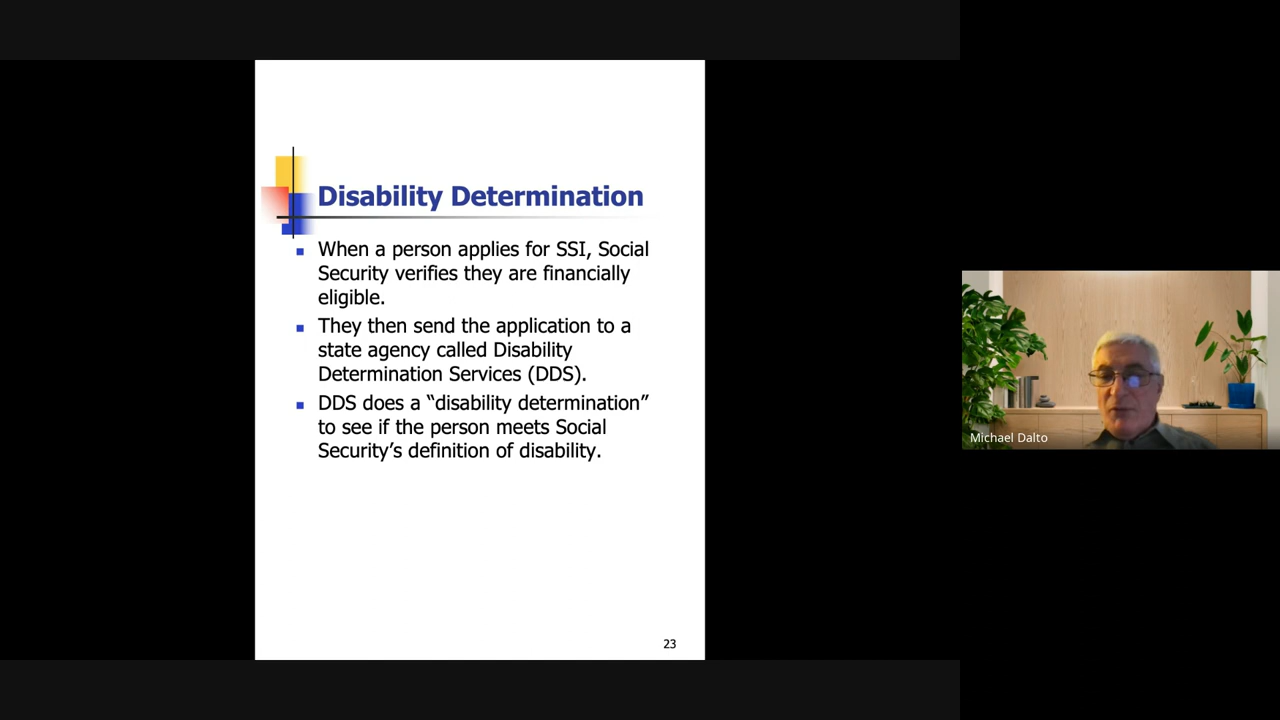 Disability Determination
When a person applies for SSI, Social
Security verifies they are financially
eligible.
They then send the application to a
state agency called Disability
Determination Services (DDS).
DDS does a “disability determination”
to see if the person meets Social
Security’s definition of disability.
23
Michael Dalto